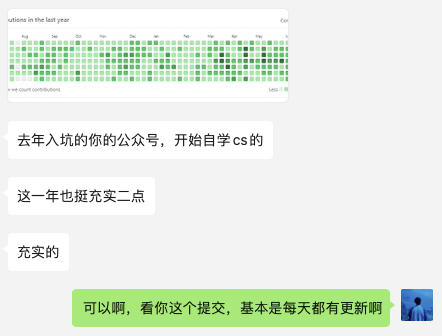 utions in the last year
Aug Sep Oct Nov Dec Jan Feb Mar Apr May
we count contributions
Less
去年入坑的你的公众号，开始自学cs的
这一年也挺充实二点
充实的
可以啊，看你这个提交，基本是每天都有更新啊